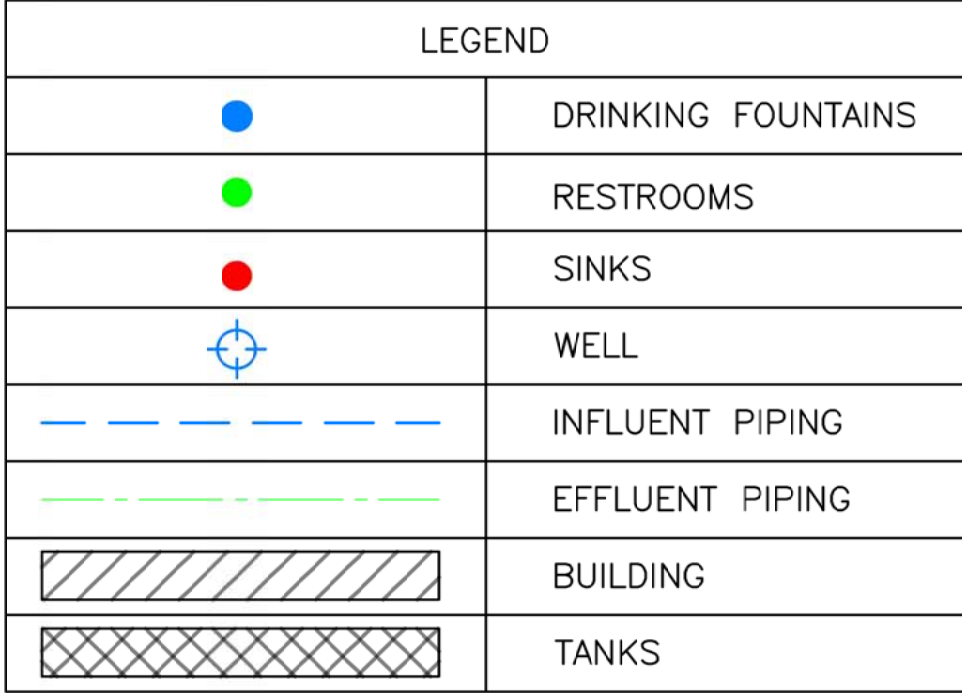 LEGEND
DRINKING FOUNTAINS
RESTROOMS
SINKS
WELL
INFLUENT PIPING
EFFLUENT PIPING
BUILDING
TANKS